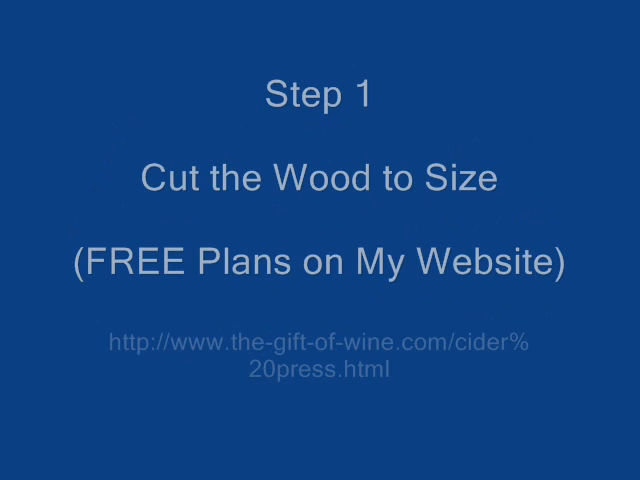 Step 1
Cut the Wood to Size
(FREE Plans on My Website)
http://www.the-gift-of-wine.com/cider%
20press.html